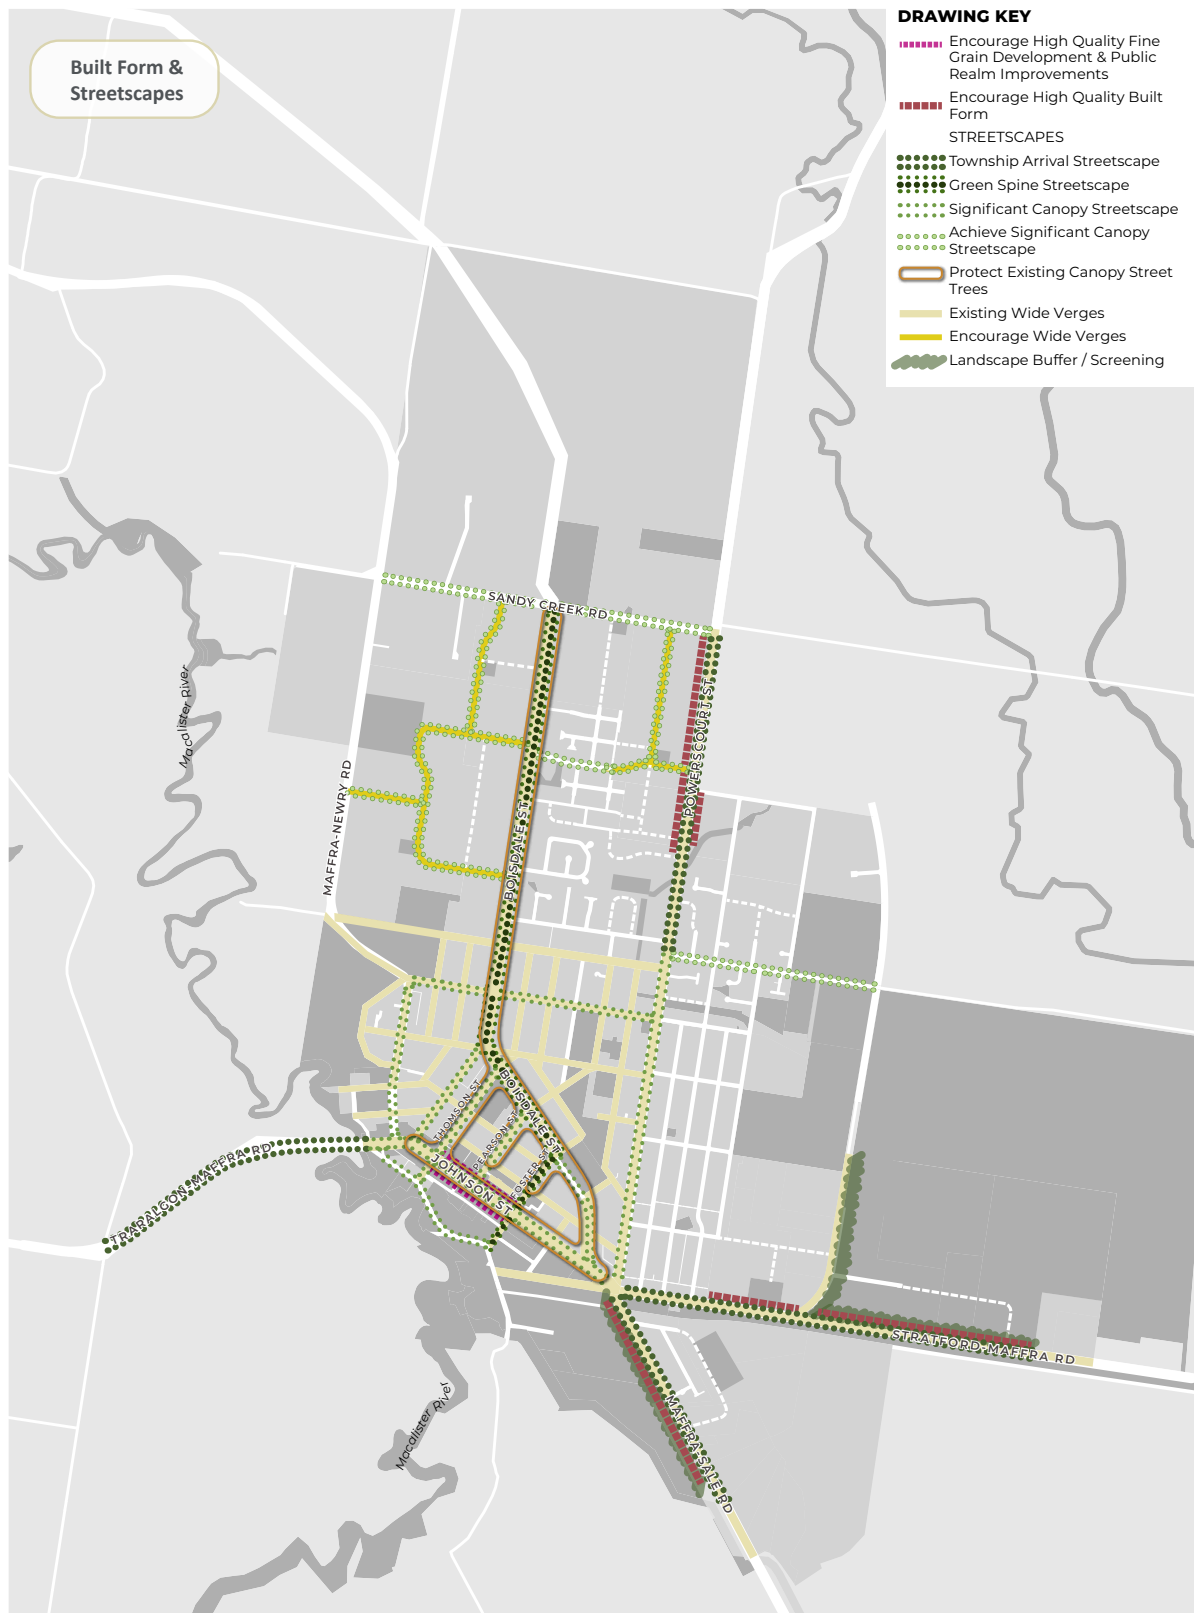 Built Form &
Streetscapes
DRAWING KEY
Encourage High Quality Fine
Grain Development & Public
Realm Improvements
Encourage High Quality Built
Form
STREETSCAPES
Township Arrival Streetscape
Green Spine Streetscape
Significant Canopy Streetscape
Achieve Significant Canopy
Streetscape
Protect Existing Canopy Street
Trees
Existing Wide Verges
Encourage Wide Verges
Landscape Buffer / Screening
SANDY CREEK RD
Macalister River
POWERSCOURT ST
MAFFRA-NEWRY RD
BOISDALE ST
BOISDALE ST
THOMSON ST
PEARSON ST
FOSTER ST
JOHNSON ST
TRARALGON-MAFFRA RD
STRATFORD-MAFFRA RD
MAFFRA-SALE RD
Macalister River